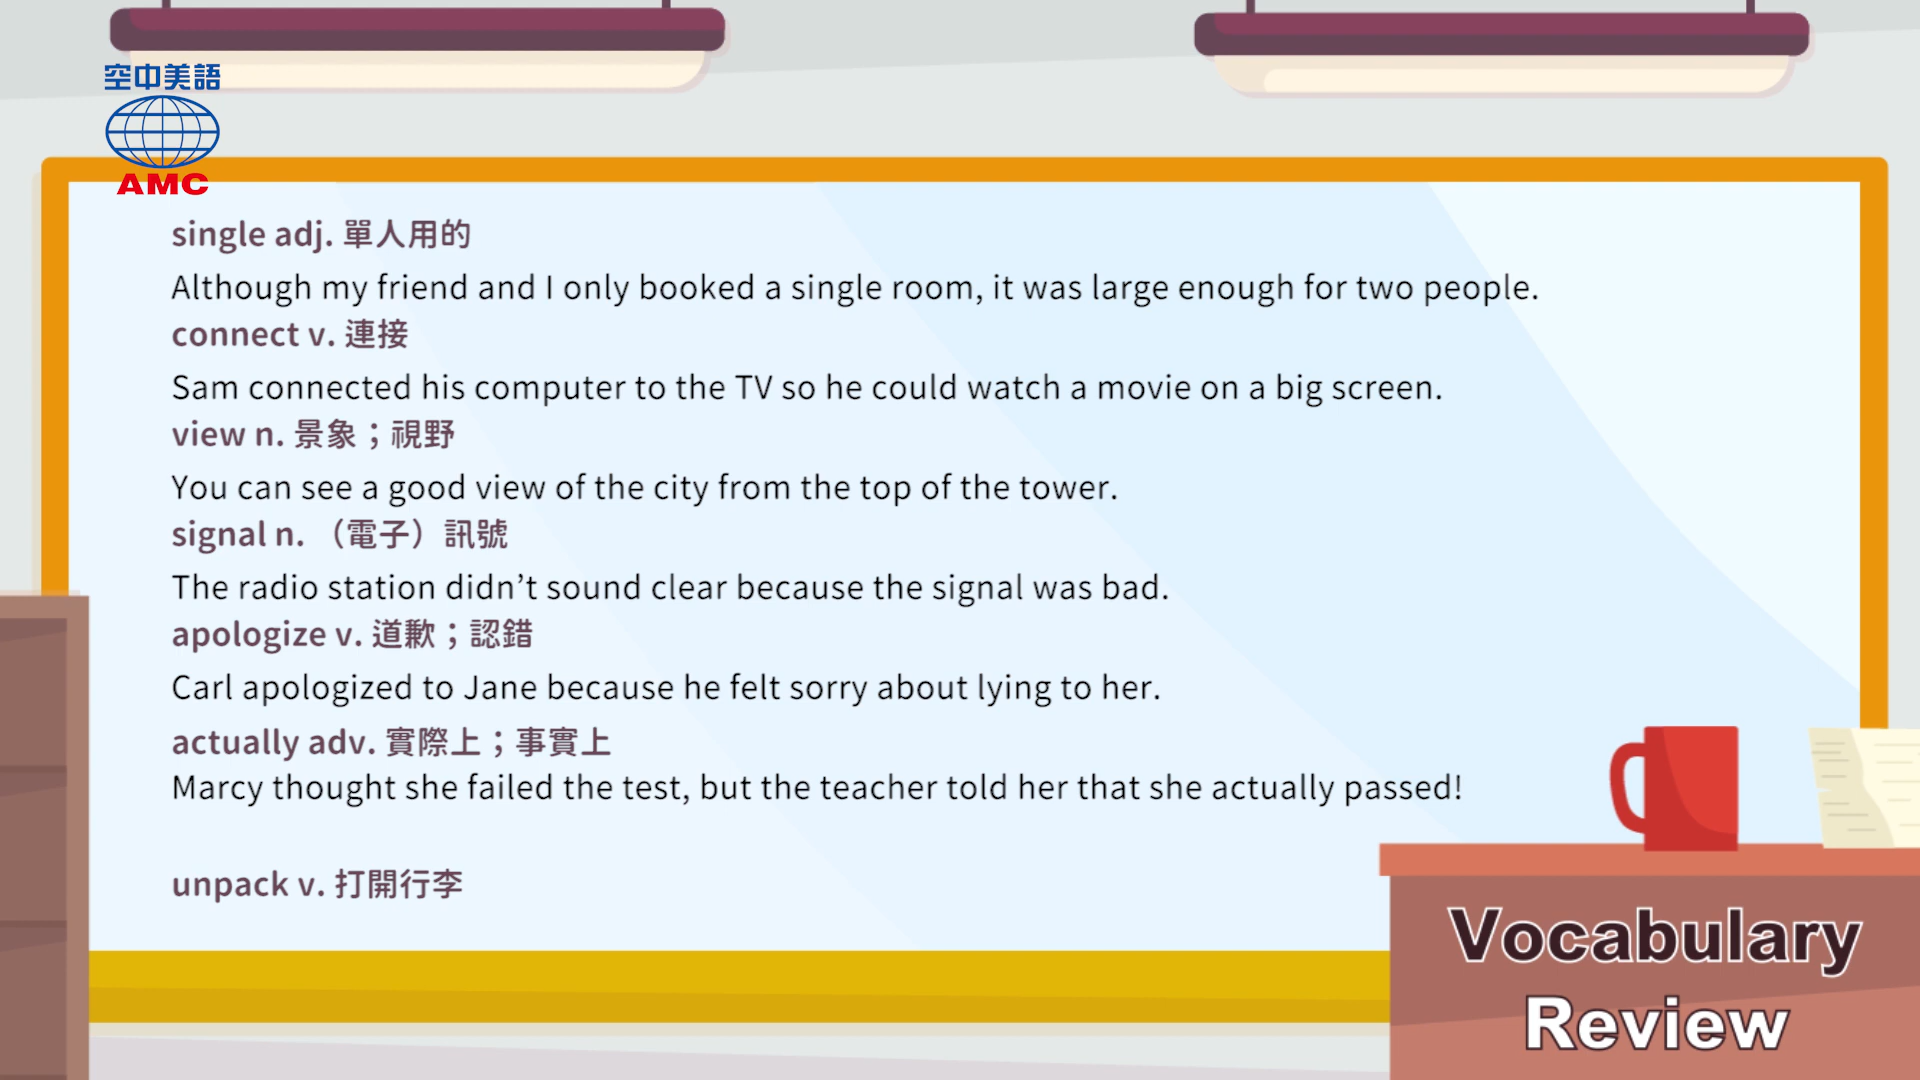 空中美語
AMC
single adj. 單人用的
Although my friend and I only booked a single room, it was large enough for two people.
connect v. 連接
Sam connected his computer to the TV so he could watch a movie on a big screen.
view n. 景象；視野
You can see a good view of the city from the top of the tower.
signal n. （電子）訊號
The radio station didn’t sound clear because the signal was bad.
apologize v. 道歉；認錯
Carl apologized to Jane because he felt sorry about lying to her.
actually adv. 實際上；事實上
Marcy thought she failed the test, but the teacher told her that she actually passed!
unpack v. 打開行李
Vocabulary
Review